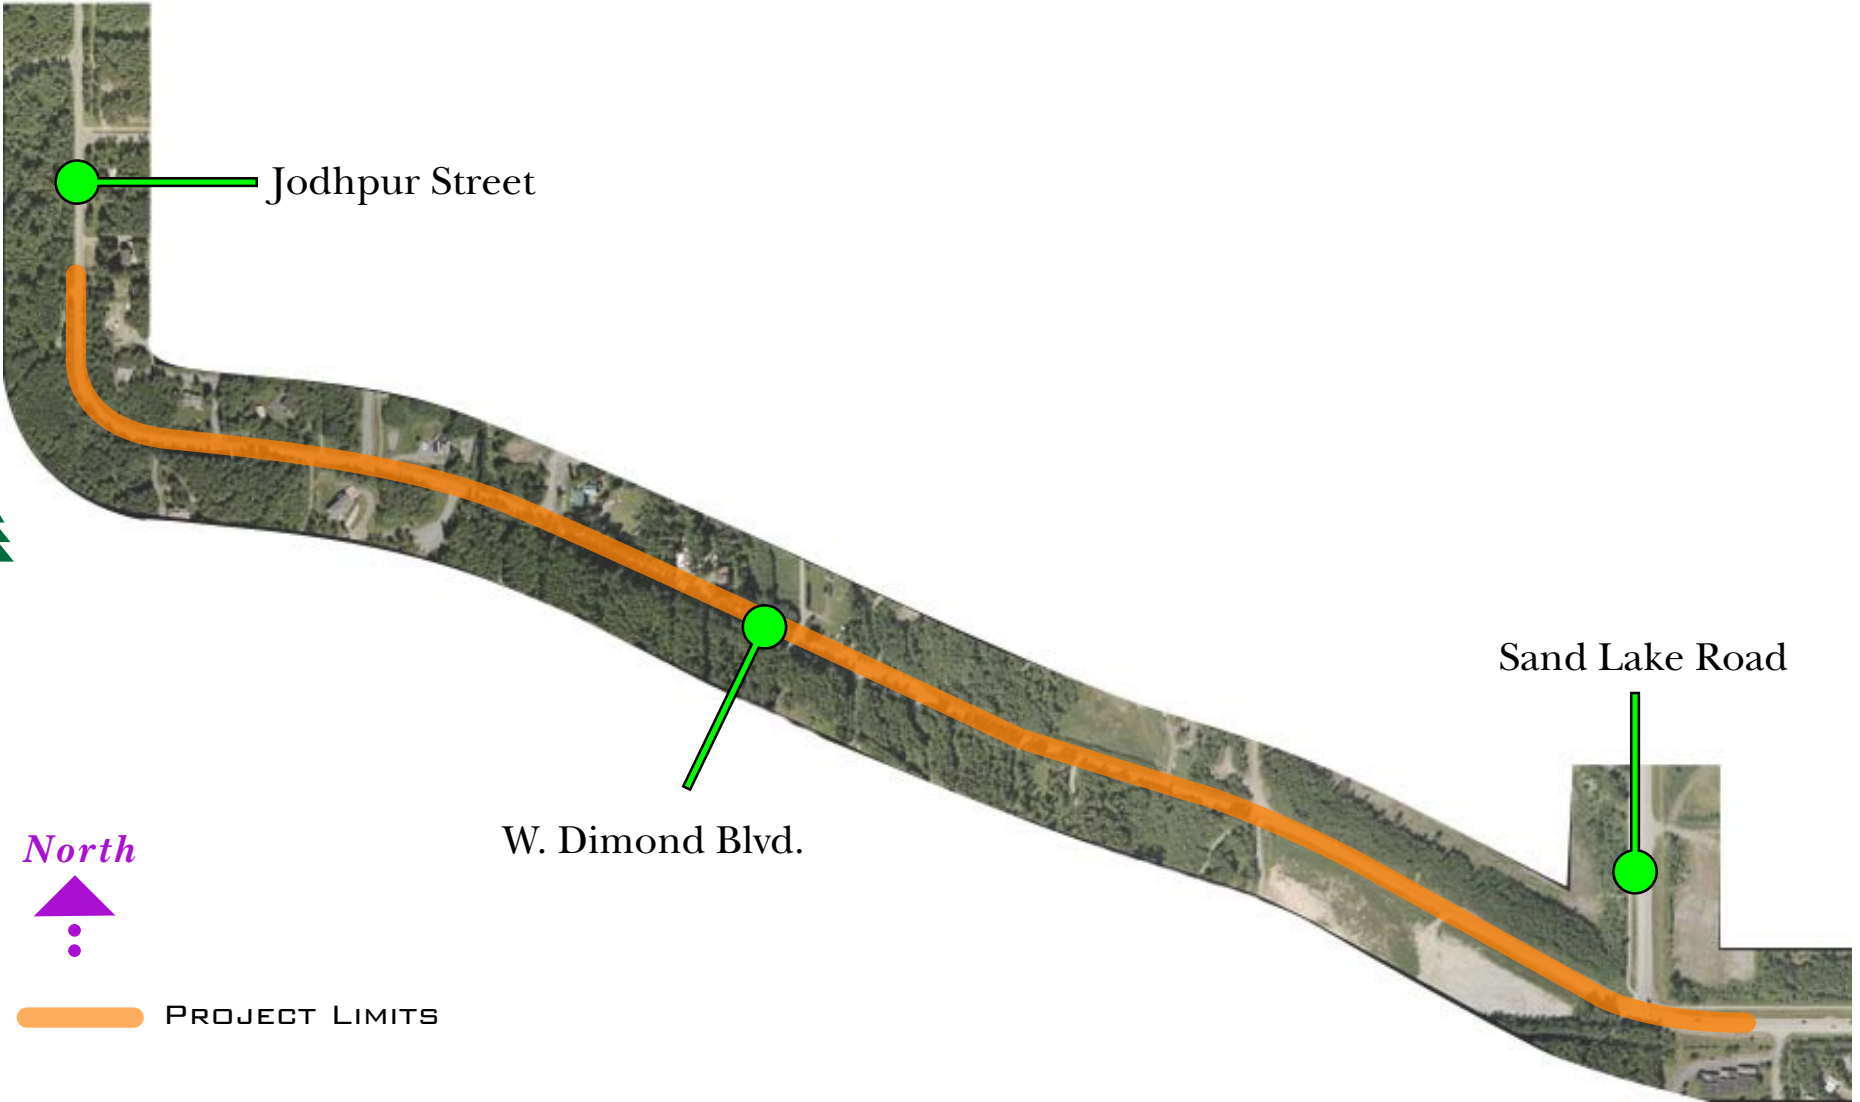 Jodhpur Street
Sand Lake Road
W. Dimond Blvd.
North
Project Limits